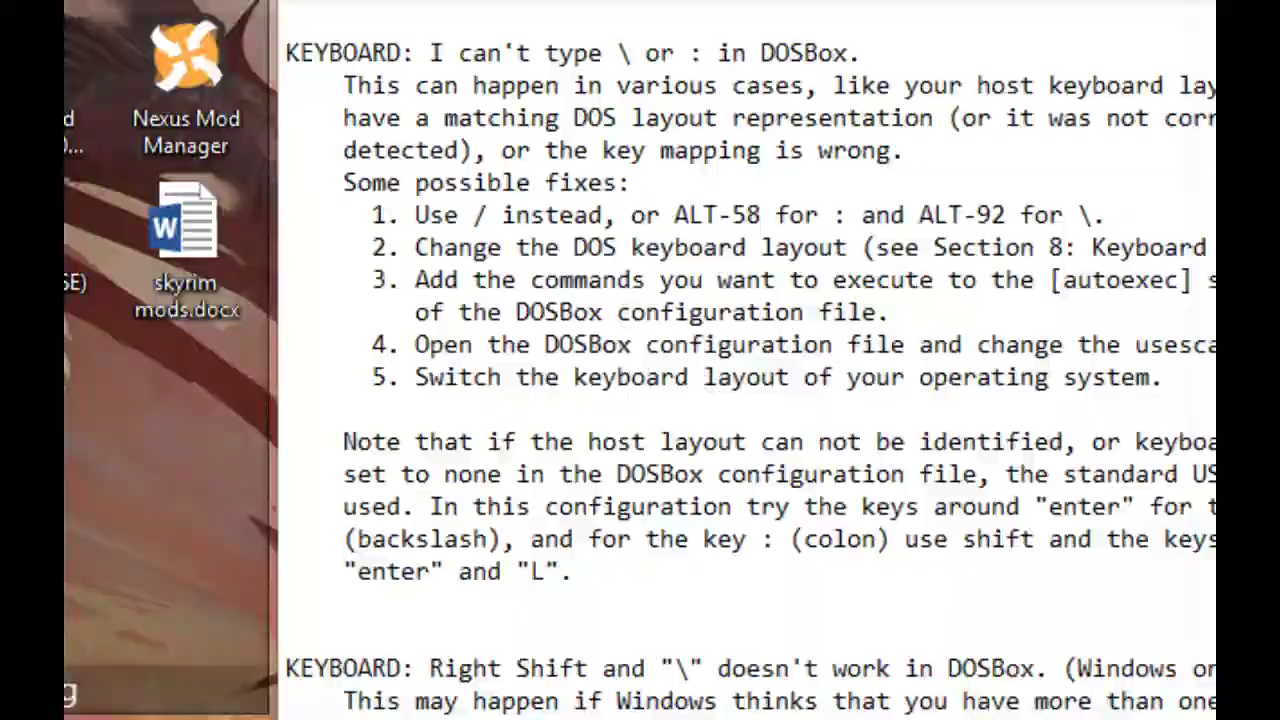 d
0...
Nexus Mod
Manager
SE)
skyrim
mods.docx
g
KEYBOARD: I can't type \ or : in DOSBox.
This can happen in various cases, like your host keyboard lay
have a matching DOS layout representation (or it was not corr
detected), or the key mapping is wrong.
Some possible fixes:
1. Use / instead, or ALT-58 for : and ALT-92 for \.
2. Change the DOS keyboard layout (see Section 8: Keyboard
3. Add the commands you want to execute to the [autoexec] s
of the DOSBox configuration file.
4. Open the DOSBox configuration file and change the usesca
5. Switch the keyboard layout of your operating system.
Note that if the host layout can not be identified, or keyboa
set to none in the DOSBox configuration file, the standard US
used. In this configuration try the keys around "enter" for t
(backslash), and for the key : (colon) use shift and the keys
"enter" and "L".
KEYBOARD: Right Shift and "\" doesn't work in DOSBox. (Windows on
This may happen if Windows thinks that you have more than one